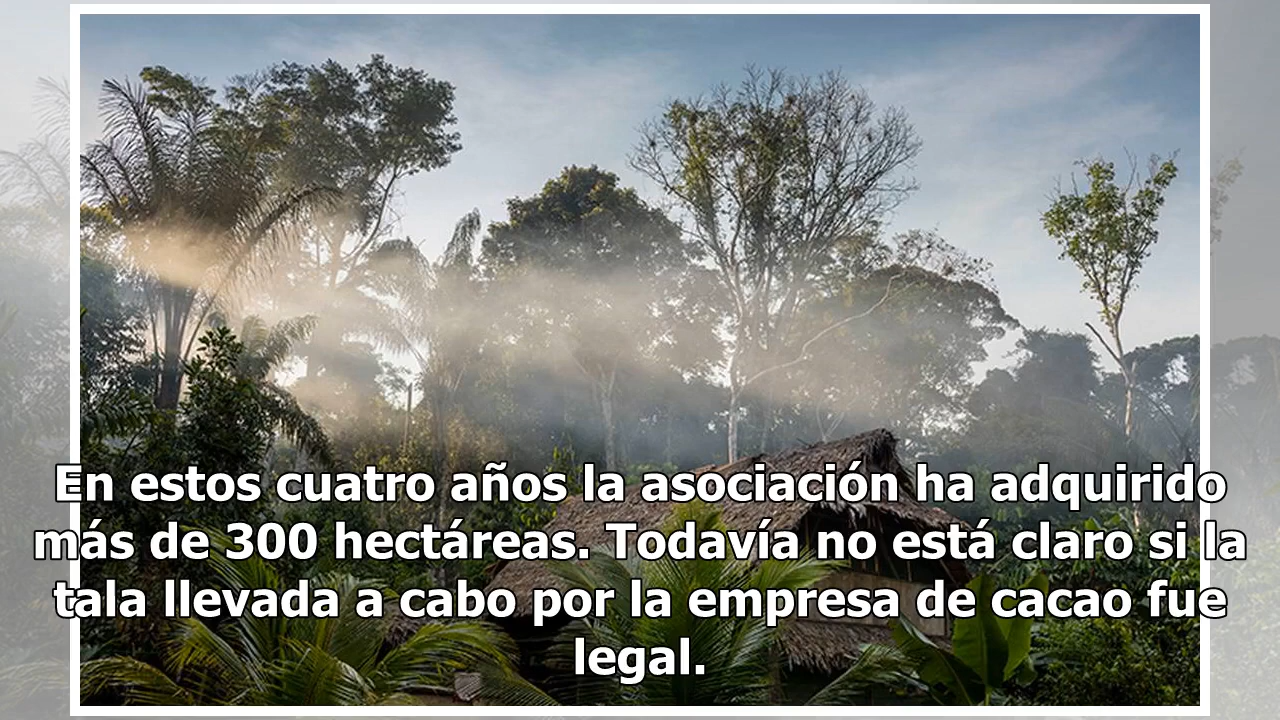 En estos cuatro años la asociación ha adquirido
más de 300 hectáreas. Todavía no está claro si la
tala llevada a cabo por la empresa de cacao fue
legal.